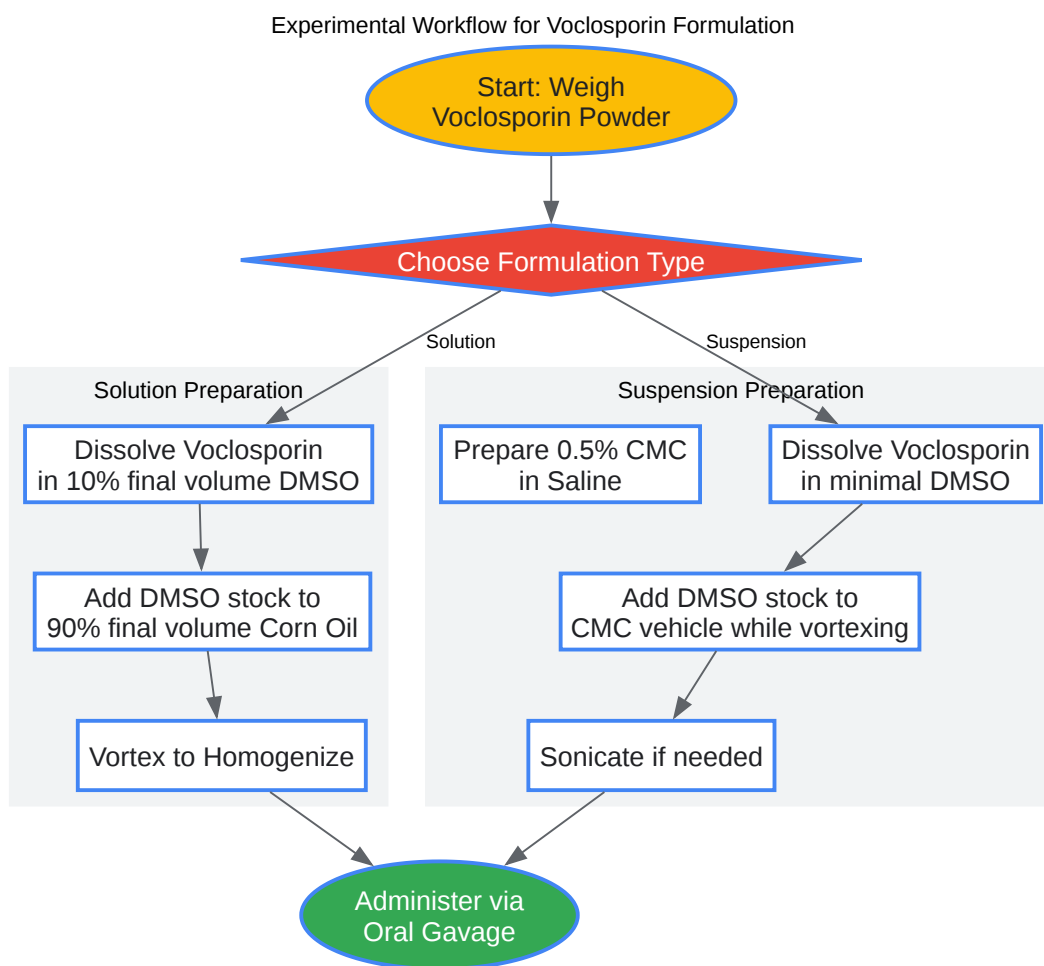 Experimental Workflow for Voclosporin Formulation
Start: Weigh
Voclosporin Powder
Choose Formulation Type
Solution
Suspension
Solution Preparation
Dissolve Voclosporin
in 10% final volume DMSO
Add DMSO stock to
90% final volume Corn Oil
Vortex to Homogenize
Suspension Preparation
Prepare 0.5% CMC
in Saline
Dissolve Voclosporin
in minimal DMSO
Add DMSO stock to
CMC vehicle while vortexing
Sonicate if needed
Administer via
Oral Gavage